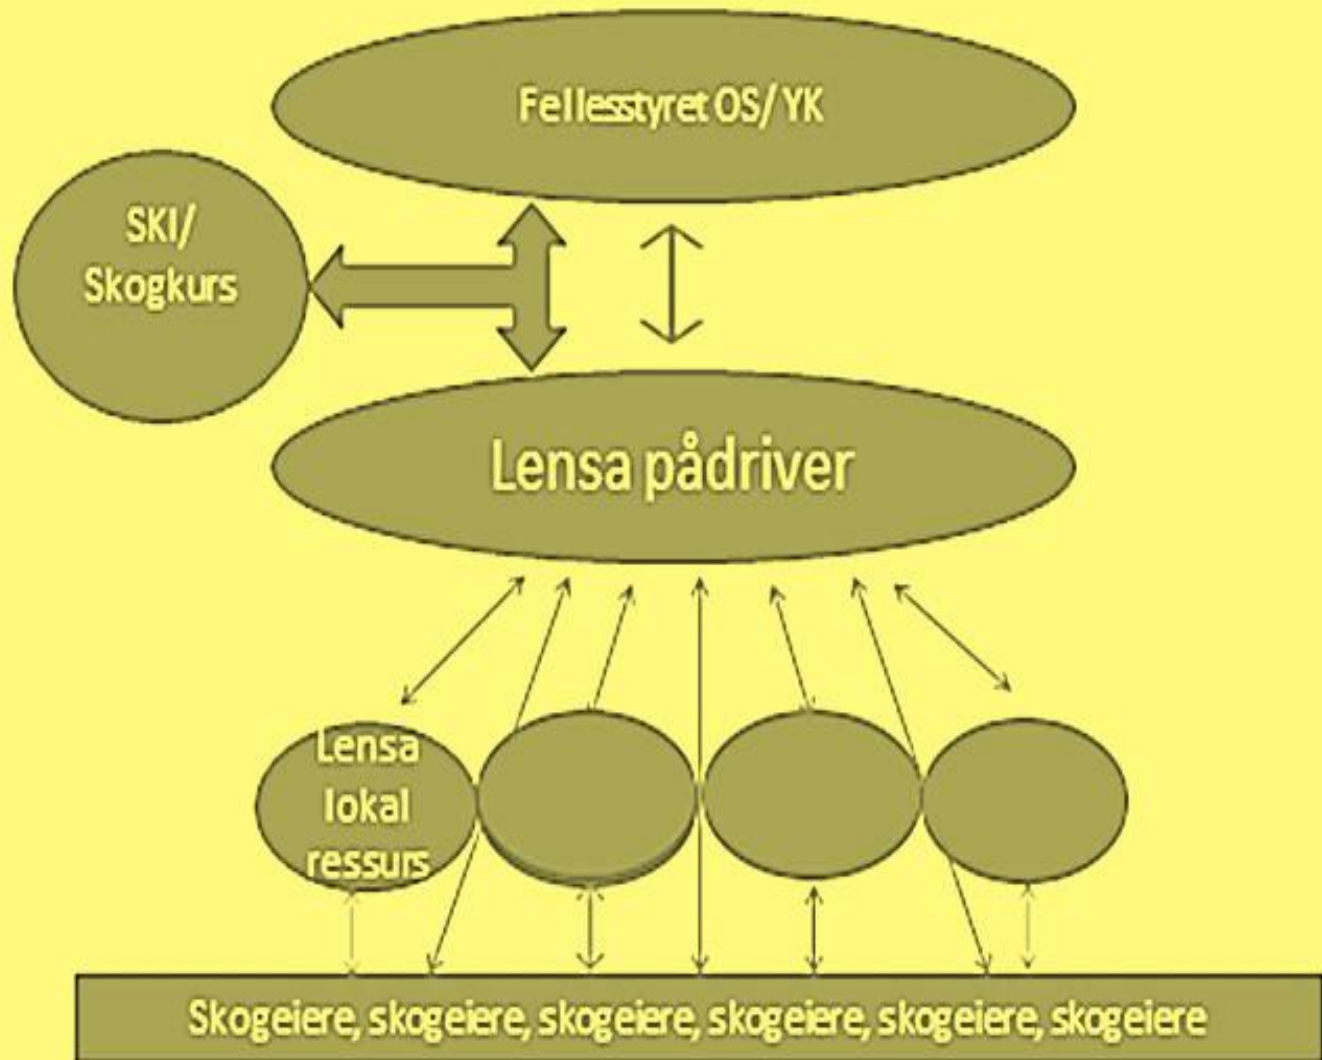 Fellesstyret OS/ YK
SKI/
Skogkurs
Lensa pådriver
Lensa
lokal
ressurs
Skogeiere, skogeiere, skogeiere, skogeiere, skogeiere, skogeiere